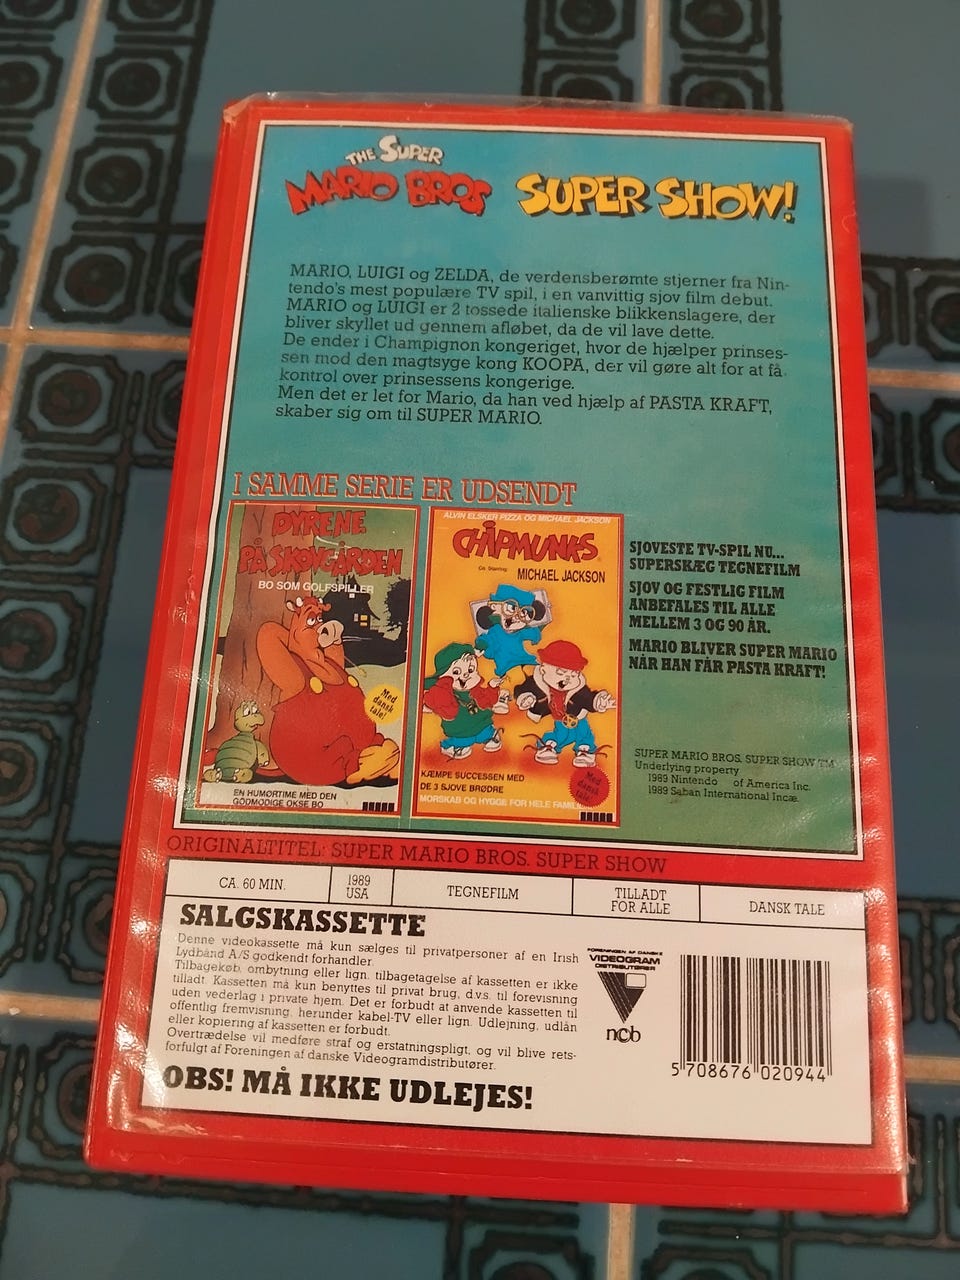 THE SUPER
MARIO BROS SUPER SHOW!
MARIO, LUIGI og ZELDA, de verdensberømte stjerner fra Nin-
tendo's mest populære TV spil, i en vanvittig sjov film debut.
MARIO og LUIGI er 2 tossede italienske blikkenslagere, der
bliver skyllet ud gennem afløbet, da de vil lave dette.
De ender i Champignon kongeriget, hvor de hjælper prinses-
sen mod den magtsyge kong KOOPA, der vil gøre alt for at få
kontrol over prinsessens kongerige.
Men det er let for Mario, da han ved hjælp af PASTA KRAFT,
skaber sig om til SUPER MARIO.
I SAMME SERIE ER UDSENDT
DYRENE
PÅ SKOVGÅRDEN
BO SOM GOLFSPILLER
Med
dansk
tale!
EN HUMØRTIME MED DEN
GODMODIGE OKSE BO
ALVIN ELSKER PIZZA OG MICHAEL JACKSON
CHIPMUNKS
Co. Starring:
MICHAEL JACKSON
KÆMPE SUCCESSEN MED
DE 3 SJOVE BRØDRE
MORSKAB OG HYGGE FOR HELE FAMILIEN
Med
dansk
tale!
SJOVESTE TV-SPIL NU...
SUPERSKÆG TEGNEFILM
SJOV OG FESTLIG FILM
ANBEFALES TIL ALLE
MELLEM 3 OG 90 ÅR.
MARIO BLIVER SUPER MARIO
NÅR HAN FÅR PASTA KRAFT!
SUPER MARIO BROS. SUPER SHOW TM
Underlying property
1989 Nintendo of America Inc.
1989 Saban International Incæ.
ORIGINALTITEL: SUPER MARIO BROS. SUPER SHOW
CA. 60 MIN.
1989
USA
TEGNEFILM
TILLADT
FOR ALLE
DANSK TALE
SALGSKASSETTE
Denne videokassette må kun sælges til privatpersoner af en Irish
Lydbånd A/S godkendt forhandler.
Tilbagekøb, ombytning eller lign. tilbagetagelse af kassetten er ikke
tilladt. Kassetten må kun benyttes til privat brug, d.v.s. til forevisning
uden vederlag i private hjem. Det er forbudt at anvende kassetten til
offentlig fremvisning, herunder kabel-TV eller lign. Udlejning, udlån
eller kopiering af kassetten er forbudt.
Overtrædelse vil medføre straf og erstatningspligt, og vil blive rets-
forfulgt af Foreningen af danske Videogramdistributører.
OBS! MÅ IKKE UDLEJES!
FORENINGEN AF DANSKE
VIDEOGRAM
DISTRIBUTØRER
ncb
5 708676 020944